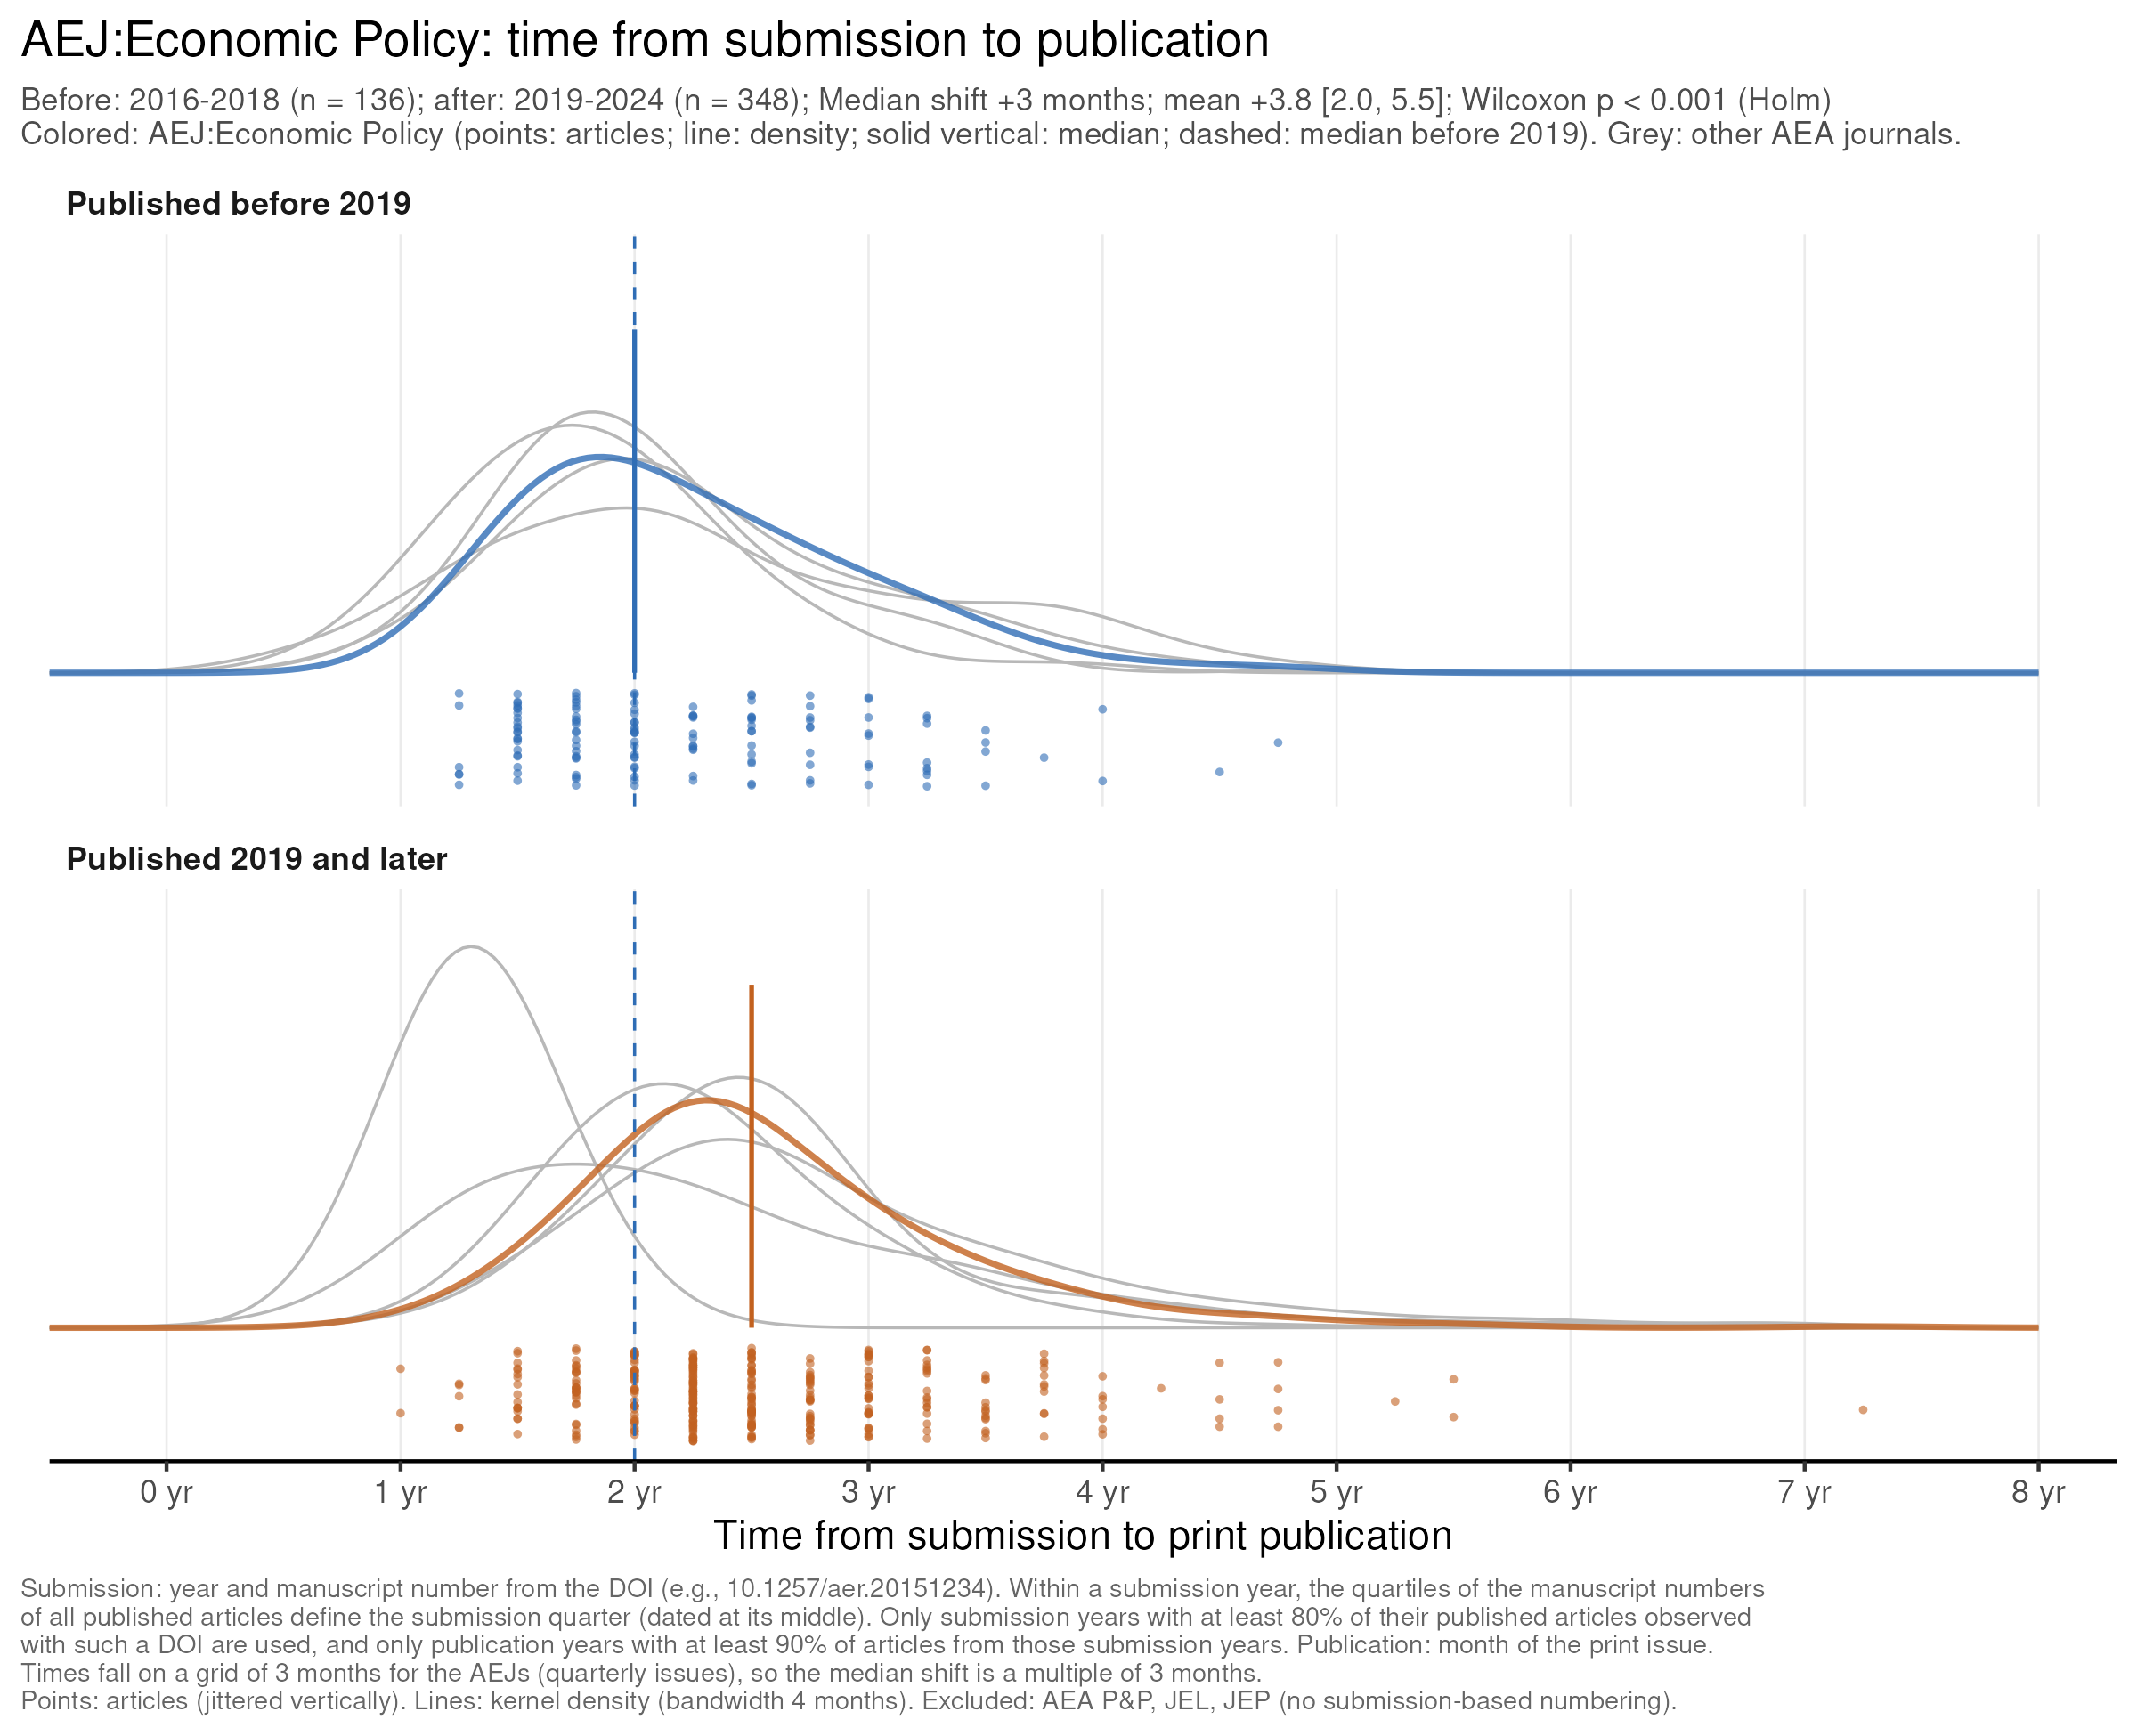 AEJ:Economic Policy: time from submission to publication
Before: 2016-2018 (n = 136); after: 2019-2024 (n = 348); Median shift +3 months; mean +3.8 [2.0, 5.5]; Wilcoxon p < 0.001 (Holm)
Colored: AEJ:Economic Policy (points: articles; line: density; solid vertical: median; dashed: median before 2019). Grey: other AEA journals.
Published before 2019
Published 2019 and later
0 yr 1 yr 2 yr 3 yr 4 yr 5 yr 6 yr 7 yr 8 yr
Time from submission to print publication
Submission: year and manuscript number from the DOI (e.g., 10.1257/aer.20151234). Within a submission year, the quartiles of the manuscript numbers
of all published articles define the submission quarter (dated at its middle). Only submission years with at least 80% of their published articles observed
with such a DOI are used, and only publication years with at least 90% of articles from those submission years. Publication: month of the print issue.
Times fall on a grid of 3 months for the AEJs (quarterly issues), so the median shift is a multiple of 3 months.
Points: articles (jittered vertically). Lines: kernel density (bandwidth 4 months). Excluded: AEA P&P, JEL, JEP (no submission-based numbering).